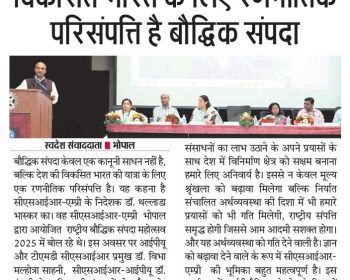 विकसित भारत के लिए रणनीतिक
परिसंपत्ति है बौद्धिक संपदा
स्वदेश संवाददाता ■ भोपाल
बौद्धिक संपदा केवल एक कानूनी साधन नहीं है,
बल्कि देश की विकसित भारत की यात्रा के लिए
एक रणनीतिक परिसंपत्ति है। यह कहना है
सीएसआईआर-एम्प्री के निदेशक डॉ. थल्लाडा
भास्कर का। वह सीएसआईआर-एम्प्री भोपाल
द्वारा आयोजित राष्ट्रीय बौद्धिक संपदा महोत्सव
2025 में बोल रहे थे। इस अवसर पर आईपीयू
और टीएमडी सीएसआईआर प्रमुख डॉ. विभा
मल्होत्रा साहनी, सीएसआईआर-आईपीयू डॉ.
संसाधनों का लाभ उठाने के अपने प्रयासों के
साथ देश में विनिर्माण क्षेत्र को सक्षम बनाना
हमारे लिए अनिवार्य है। इससे न केवल मूल्य
श्रृंखला को बढ़ावा मिलेगा बल्कि निर्यात
संचालित अर्थव्यवस्था की दिशा में भी हमारे
प्रयासों को भी गति मिलेगी, राष्ट्रीय संपत्ति
समृद्ध होगी जिससे आम आदमी सशक्त होगा।
और यह अर्थव्यवस्था को गति देने वाली है। ज्ञान
को बढ़ावा देने वाले के रूप में सीएसआईआर-
एम्प्री की भूमिका बहुत महत्वपूर्ण है। इस